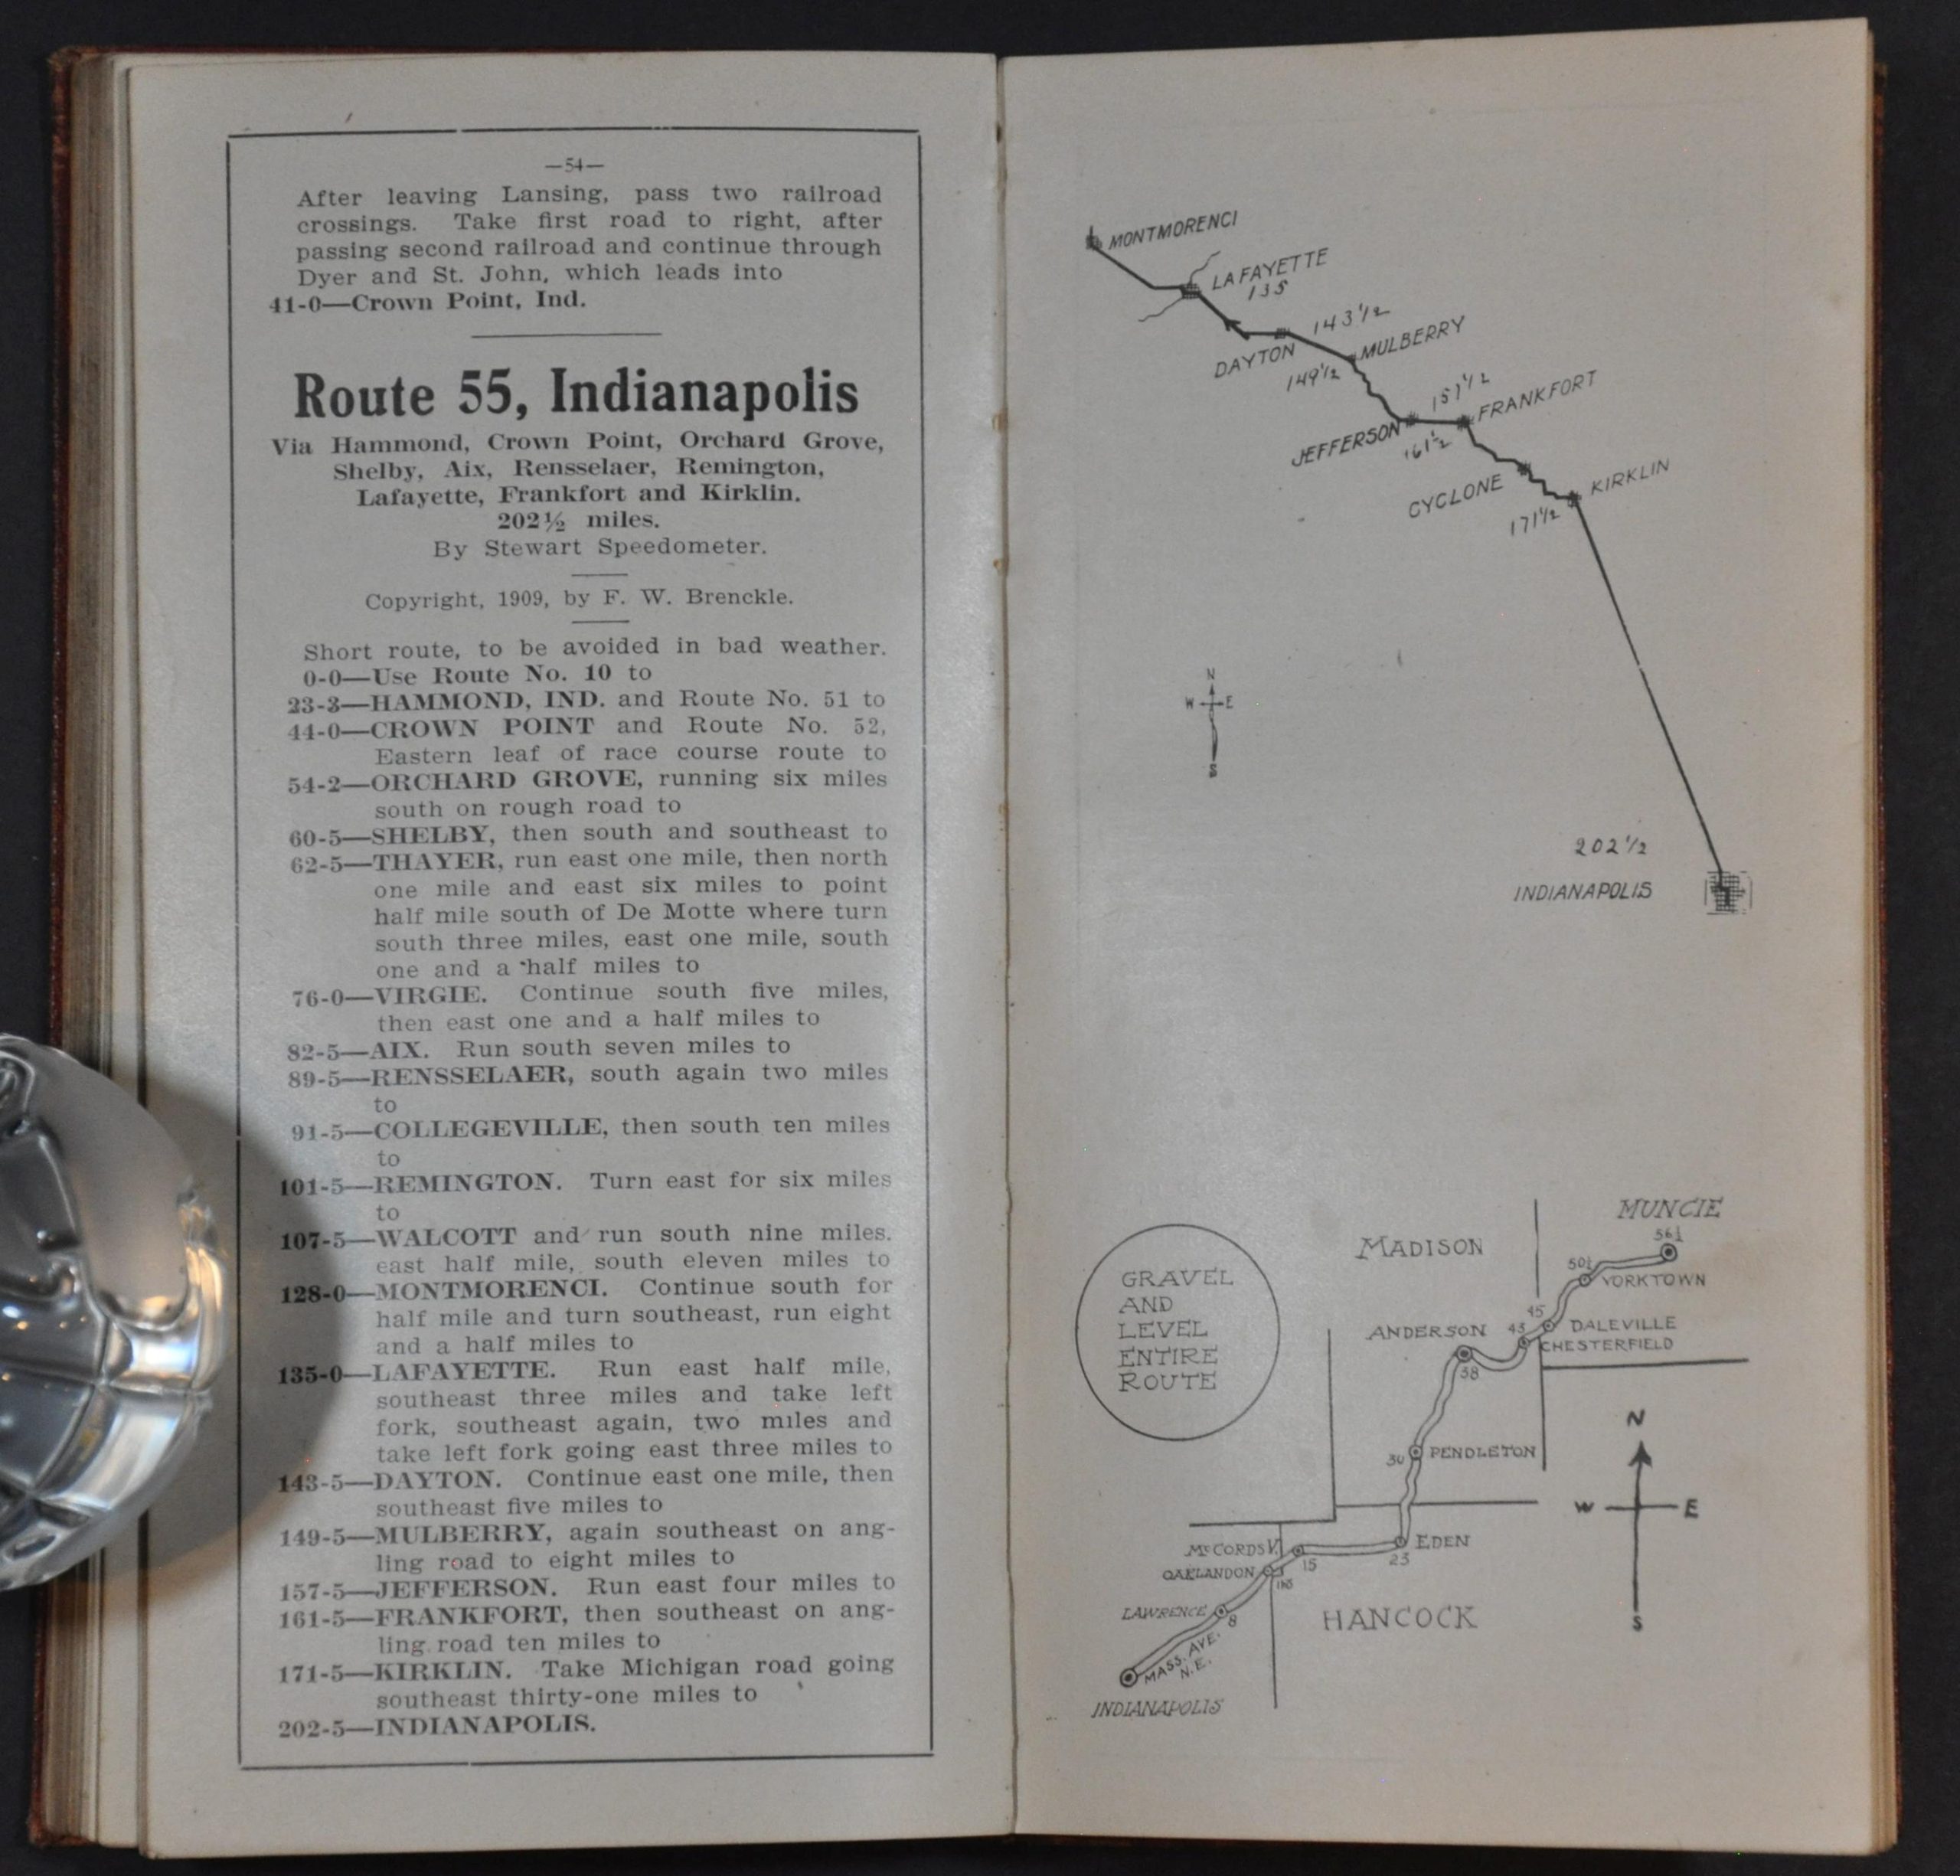 —54—
After leaving Lansing, pass two railroad
crossings. Take first road to right, after
passing second railroad and continue through
Dyer and St. John, which leads into
41-0—Crown Point, Ind.
Route 55, Indianapolis
Via Hammond, Crown Point, Orchard Grove,
Shelby, Aix, Rensselaer, Remington,
Lafayette, Frankfort and Kirklin.
202½ miles.
By Stewart Speedometer.
Copyright, 1909, by F. W. Brenckle.
Short route, to be avoided in bad weather.
0-0—Use Route No. 10 to
23-3—HAMMOND, IND. and Route No. 51 to
44-0—CROWN POINT and Route No. 52,
Eastern leaf of race course route to
54-2—ORCHARD GROVE, running six miles
south on rough road to
60-5—SHELBY, then south and southeast to
62-5—THAYER, run east one mile, then north
one mile and east six miles to point
half mile south of De Motte where turn
south three miles, east one mile, south
one and a half miles to
76-0—VIRGIE. Continue south five miles,
then east one and a half miles to
82-5—AIX. Run south seven miles to
89-5—RENSSELAER, south again two miles
to
91-5—COLLEGEVILLE, then south ten miles
to
101-5—REMINGTON. Turn east for six miles
to
107-5—WALCOTT and run south nine miles,
east half mile, south eleven miles to
128-0—MONTMORENCI. Continue south for
half mile and turn southeast, run eight
and a half miles to
135-0—LAFAYETTE. Run east half mile,
southeast three miles and take left
fork, southeast again, two miles and
take left fork going east three miles to
143-5—DAYTON. Continue east one mile, then
southeast five miles to
149-5—MULBERRY, again southeast on ang-
ling road to eight miles to
157-5—JEFFERSON. Run east four miles to
161-5—FRANKFORT, then southeast on ang-
ling road ten miles to
171-5—KIRKLIN. Take Michigan road going
southeast thirty-one miles to
202-5—INDIANAPOLIS.
MONTMORENCI
LAFAYETTE
135
143½
DAYTON
MULBERRY
149½
157½
FRANKFORT
JEFFERSON
161½
CYCLONE
KIRKLIN
171½
N
W E
S
202½
INDIANAPOLIS
MUNCIE
56½
MADISON
50½
YORKTOWN
GRAVEL
AND
LEVEL
ENTIRE
ROUTE
45
DALEVILLE
ANDERSON
43
CHESTERFIELD
38
N
30
PENDLETON
W E
McCORDSV.
15
23
EDEN
OAKLANDON
LAWRENCE
8
HANCOCK
S
MASS. AVE.
N.E.
INDIANAPOLIS